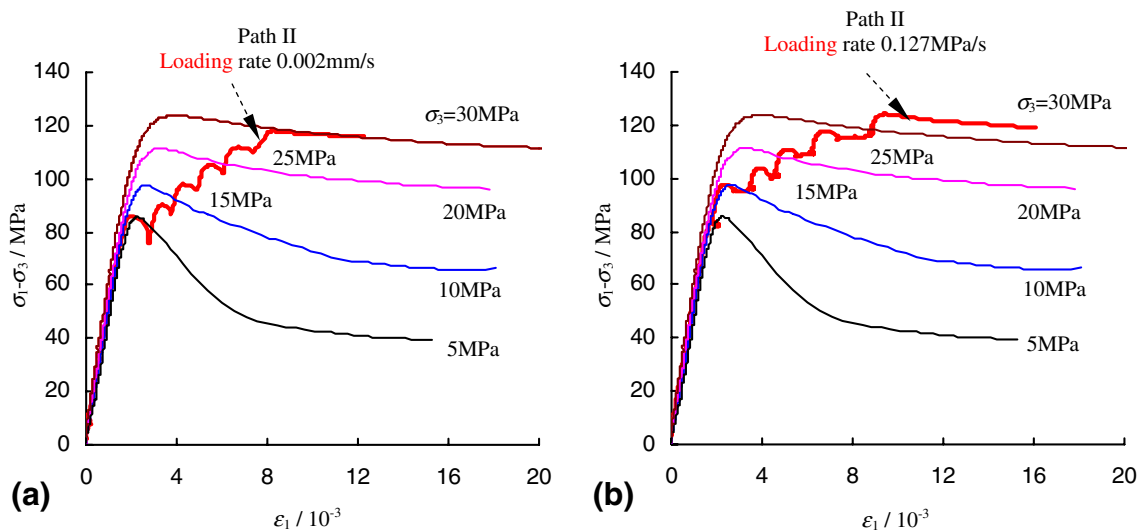 Path II
Loading rate 0.002mm/s
140
120
100
80
60
40
20
0
σ1-σ3 / MPa
σ3=30MPa
25MPa
15MPa
20MPa
10MPa
5MPa
0 4 8 12 16 20
(a)
ε1 / 10-3
Path II
Loading rate 0.127MPa/s
140
120
100
80
60
40
20
0
σ1-σ3 / MPa
σ3=30MPa
25MPa
15MPa
20MPa
10MPa
5MPa
0 4 8 12 16 20
(b)
ε1 / 10-3